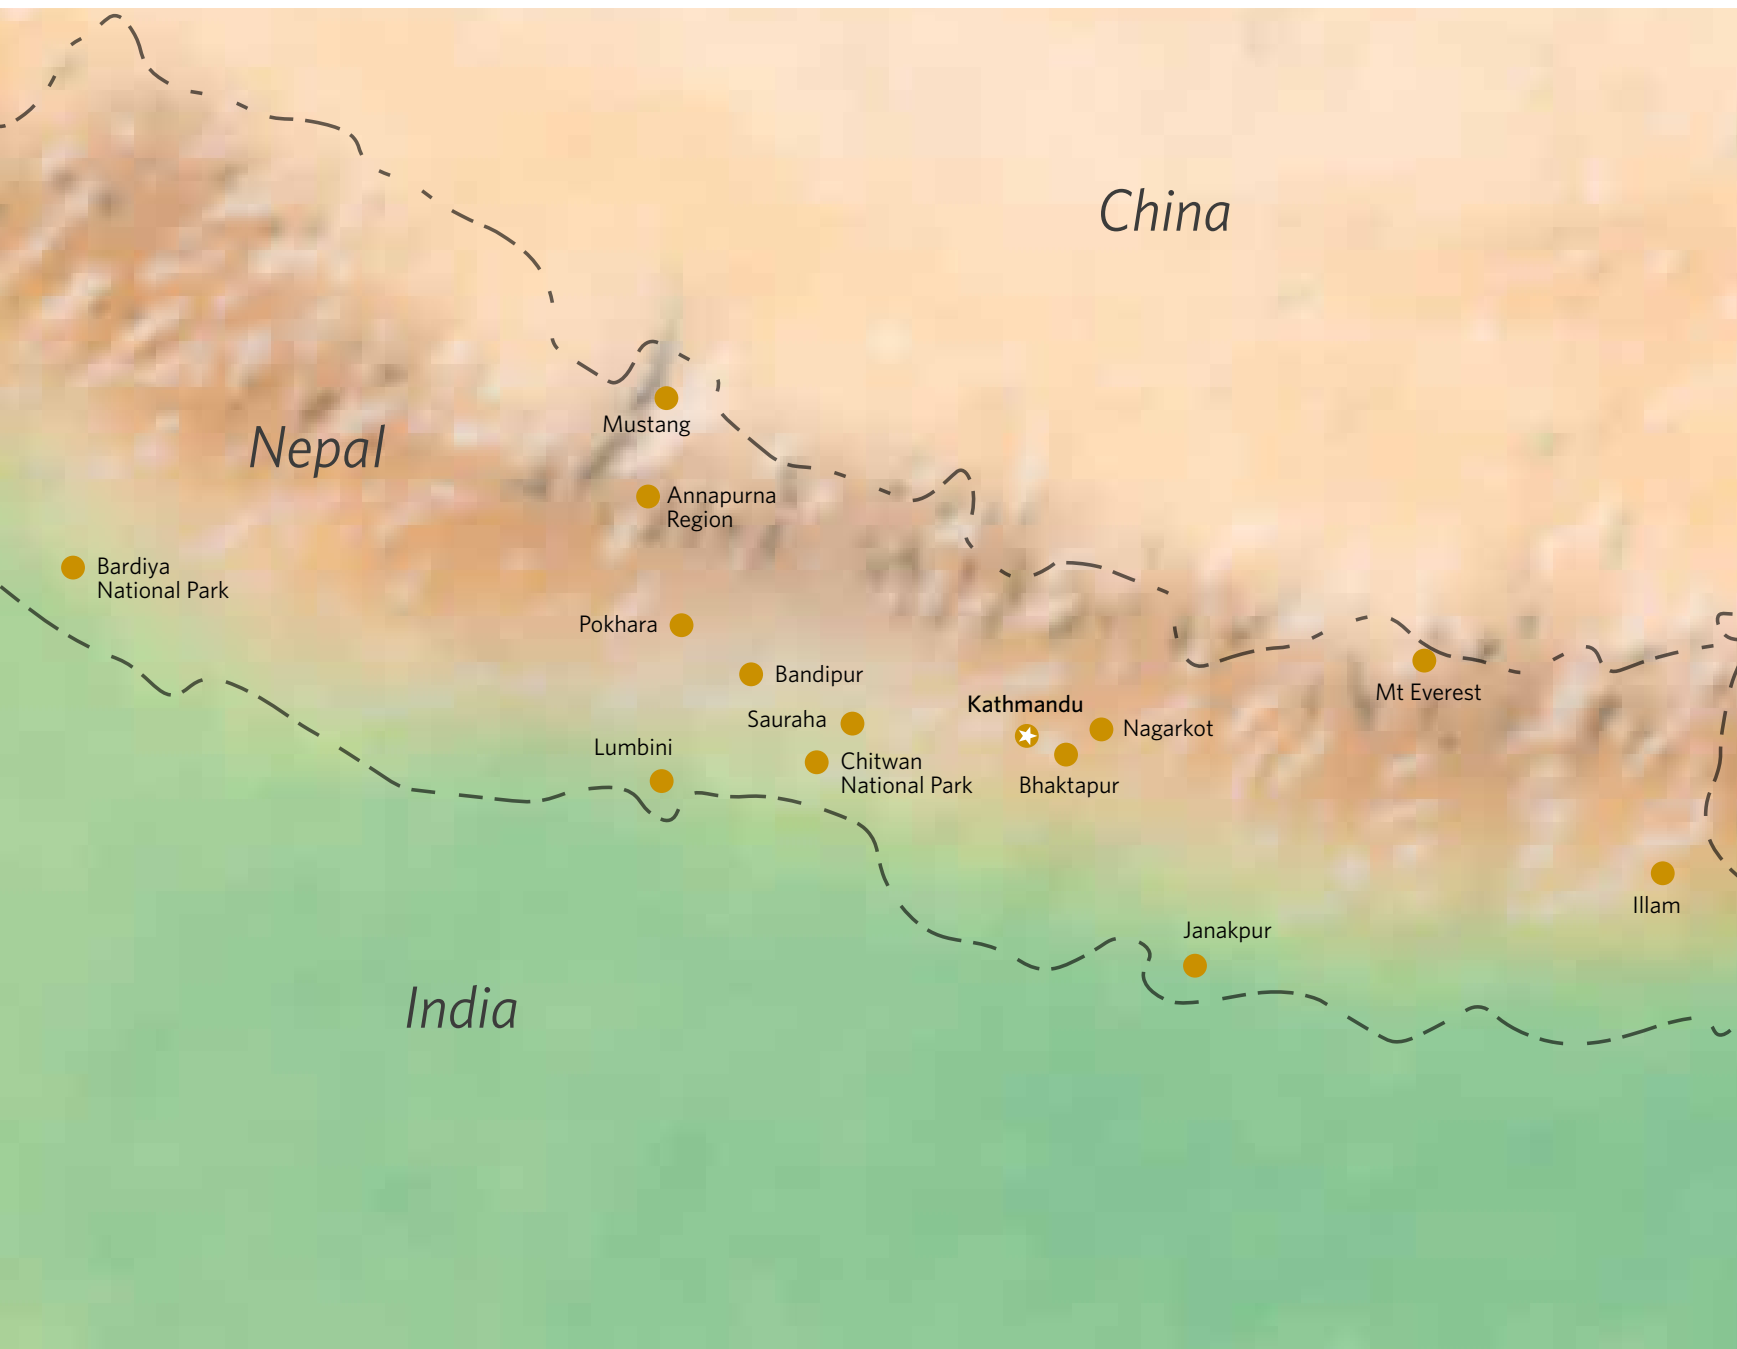 China
Mustang
Nepal
Annapurna
Region
Bardiya
National Park
Pokhara
Bandipur
Mt Everest
Kathmandu
Sauraha
Nagarkot
Lumbini
Chitwan
National Park
Bhaktapur
Illam
Janakpur
India